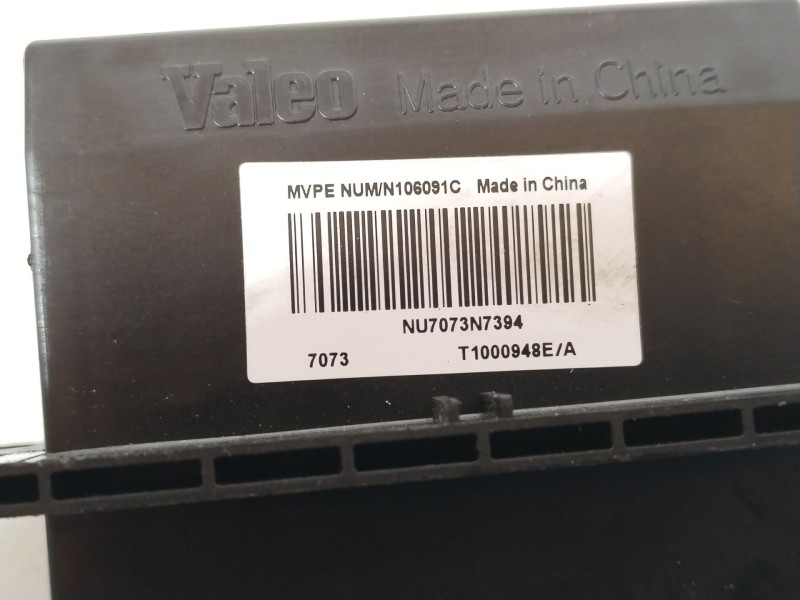 Valeo Made in China
MVPE NUM/N106091C Made in China
NU7073N7394
7073 T1000948E/A